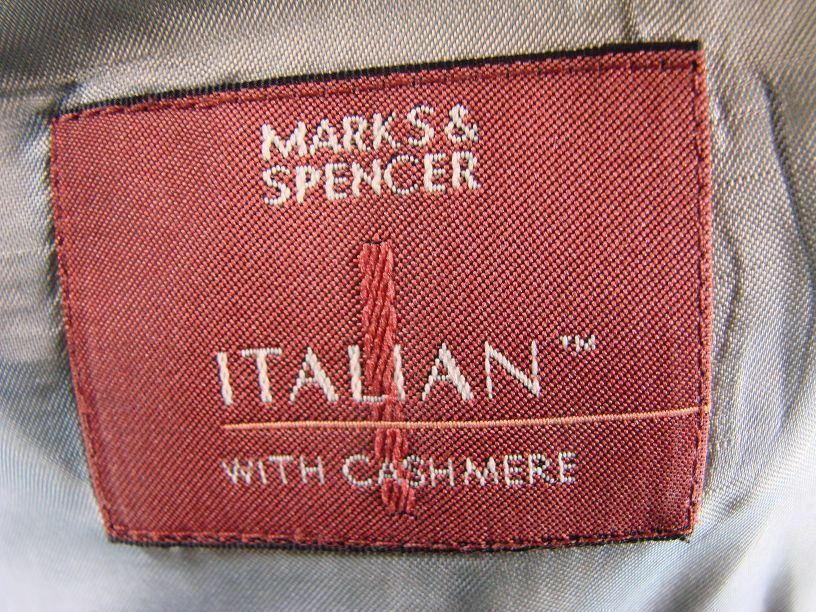 MARKS &
SPENCER
ITALIAN™
WITH CASHMERE